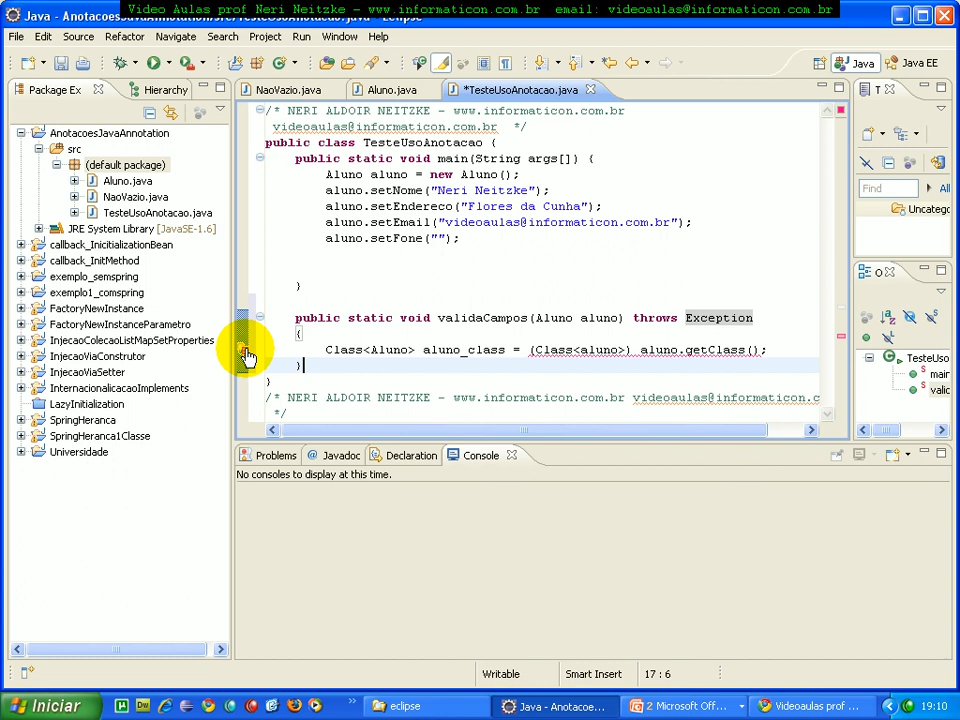 Video Aulas prof Neri Neitzke - www.informaticon.com.br  email: videoaulas@informaticon.com.br
File Edit Source Refactor Navigate Search Project Run Window Help
Java
Java EE
Package Ex
Hierarchy
NaoVazio.java
Aluno.java
*TesteUsoAnotacao.java
T
AnotacoesJavaAnnotation
src
(default package)
Aluno.java
NaoVazio.java
TesteUsoAnotacao.java
JRE System Library [JavaSE-1.6]
callback_InicitializationBean
callback_InitMethod
exemplo_semspring
exemplo1_comspring
FactoryNewInstance
FactoryNewInstanceParametro
InjecaoColecaoListMapSetProperties
InjecaoViaConstrutor
InjecaoViaSetter
InternacionalicacaoImplements
LazyInitialization
SpringHeranca
SpringHeranca1Classe
Universidade
/* NERI ALDOIR NEITZKE - www.informaticon.com.br
videoaulas@informaticon.com.br  */
public class TesteUsoAnotacao {
public static void main(String args[]) {
Aluno aluno = new Aluno();
aluno.setNome("Neri Neitzke");
aluno.setEndereco("Flores da Cunha");
aluno.setEmail("videoaulas@informaticon.com.br");
aluno.setFone("");
}
public static void validaCampos(Aluno aluno) throws Exception
{
Class<Aluno> aluno_class = (Class<aluno>) aluno.getClass();
}
}
/* NERI ALDOIR NEITZKE - www.informaticon.com.br videoaulas@informaticon.c
*/
Find
All
Uncatego
O
TesteUso
main
valid
Problems
@ Javadoc
Declaration
Console
No consoles to display at this time.
Writable
Smart Insert
17 : 6
Iniciar
eclipse
Java - Anotacoe...
2 Microsoft Off...
Videoaulas prof ...
19:10